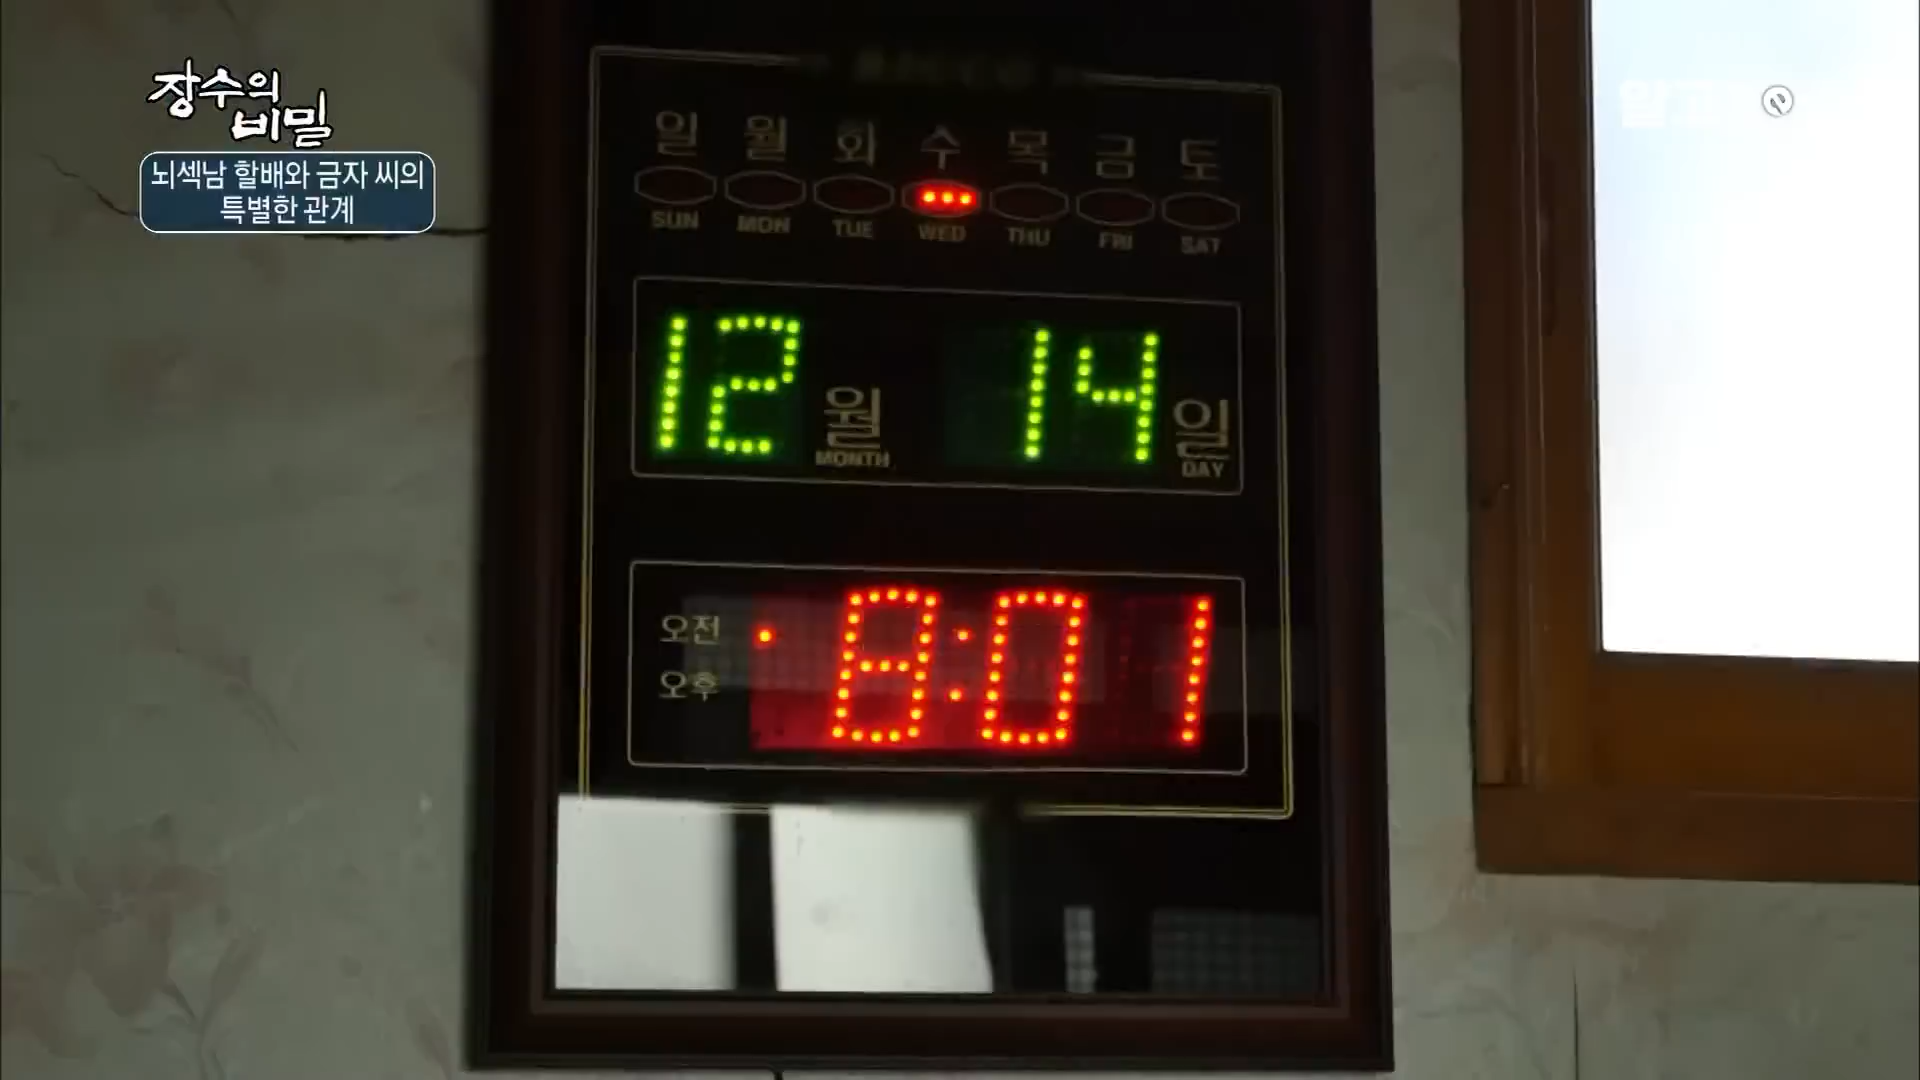 장수의
비밀
뇌섹남 할배와 금자 씨의
특별한 관계
일 월 화 수 목 금 토
SUN MON TUE WED THU FRI SAT
12 월 14 일
MONTH DAY
오전
오후
8:01